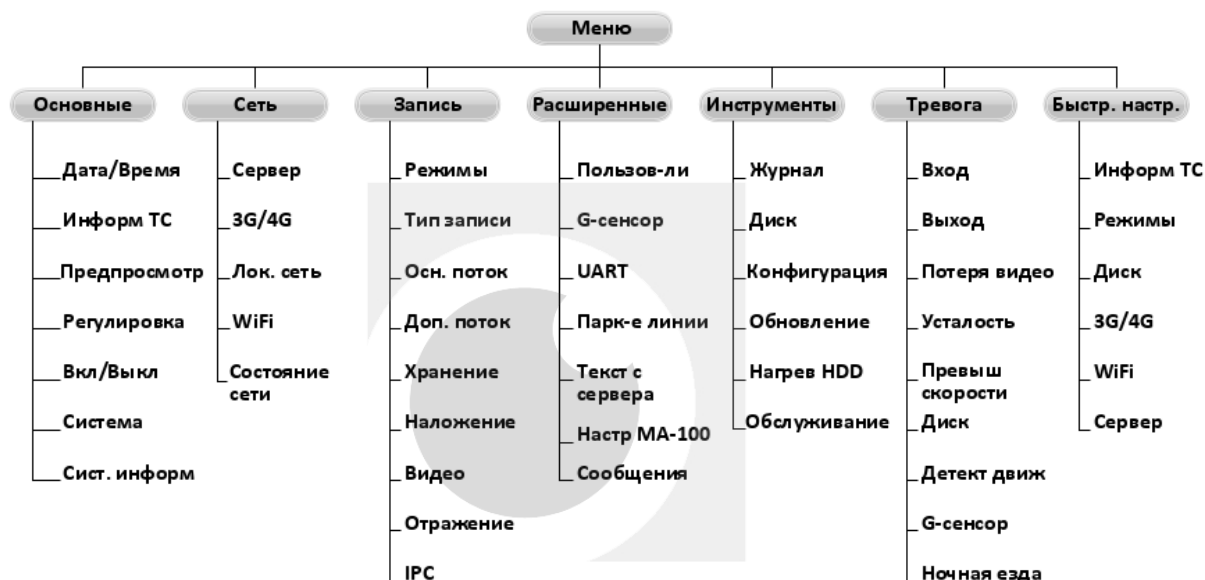 Меню
Основные
Сеть
Запись
Расширенные
Инструменты
Тревога
Быстр. настр.
Дата/Время
Информ ТС
Предпросмотр
Регулировка
Вкл/Выкл
Система
Сист. информ
Сервер
3G/4G
Лок. сеть
WiFi
Состояние
сети
Режимы
Тип записи
Осн. поток
Доп. поток
Хранение
Наложение
Видео
Отражение
IPC
Пользов-ли
G-сенсор
UART
Парк-е линии
Текст с
сервера
Настр МА-100
Сообщения
Журнал
Диск
Конфигурация
Обновление
Нагрев HDD
Обслуживание
Вход
Выход
Потеря видео
Усталость
Превыш
скорости
Диск
Детект движ
G-сенсор
Ночная езда
Информ ТС
Режимы
Диск
3G/4G
WiFi
Сервер